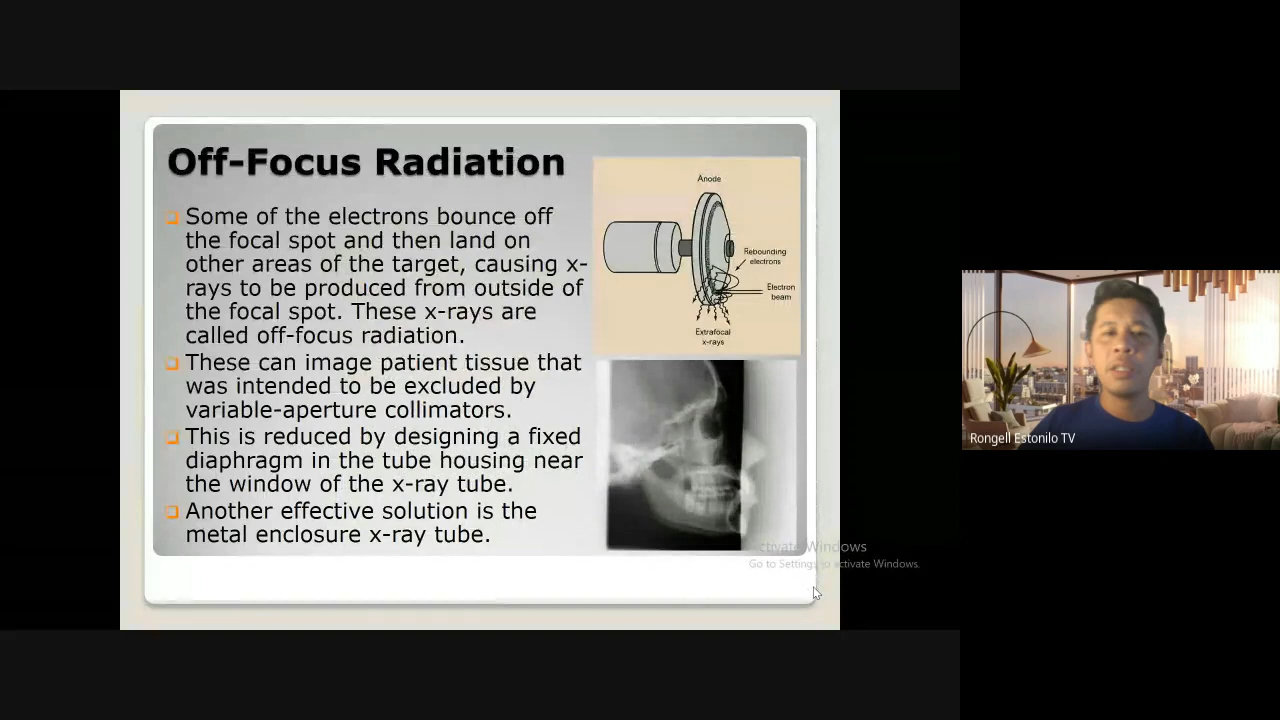 Off-Focus Radiation
Some of the electrons bounce off
the focal spot and then land on
other areas of the target, causing x-
rays to be produced from outside of
the focal spot. These x-rays are
called off-focus radiation.
These can image patient tissue that
was intended to be excluded by
variable-aperture collimators.
This is reduced by designing a fixed
diaphragm in the tube housing near
the window of the x-ray tube.
Another effective solution is the
metal enclosure x-ray tube.
Anode
Rebounding
electrons
Electron
beam
Extrafocal
x-rays
Activate Windows
Go to Settings to activate Windows.
Rongell Estonilo TV